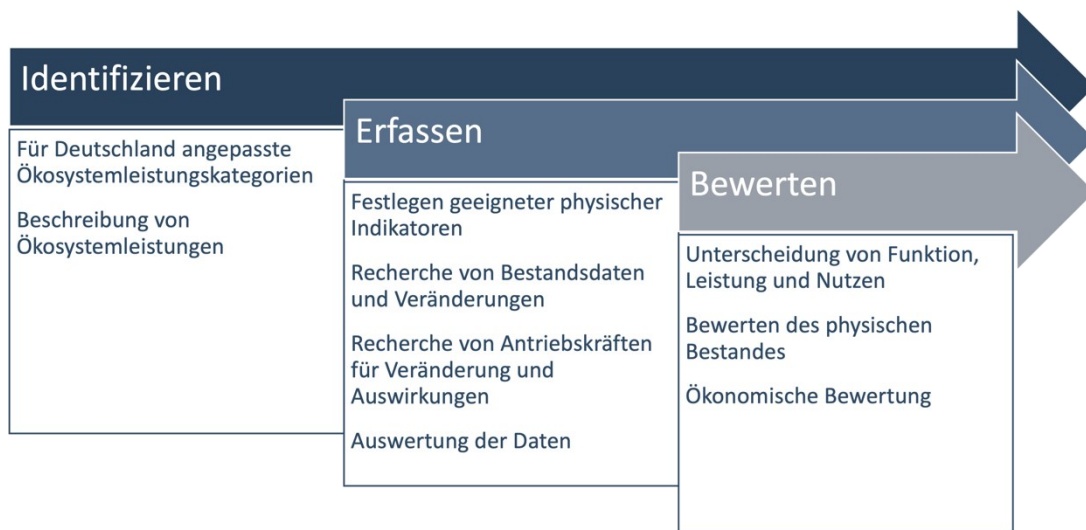 Identifizieren
Für Deutschland angepasste
Ökosystemleistungskategorien
Beschreibung von
Ökosystemleistungen
Erfassen
Festlegen geeigneter physischer
Indikatoren
Recherche von Bestandsdaten
und Veränderungen
Recherche von Antriebskräften
für Veränderung und
Auswirkungen
Auswertung der Daten
Bewerten
Unterscheidung von Funktion,
Leistung und Nutzen
Bewerten des physischen
Bestandes
Ökonomische Bewertung